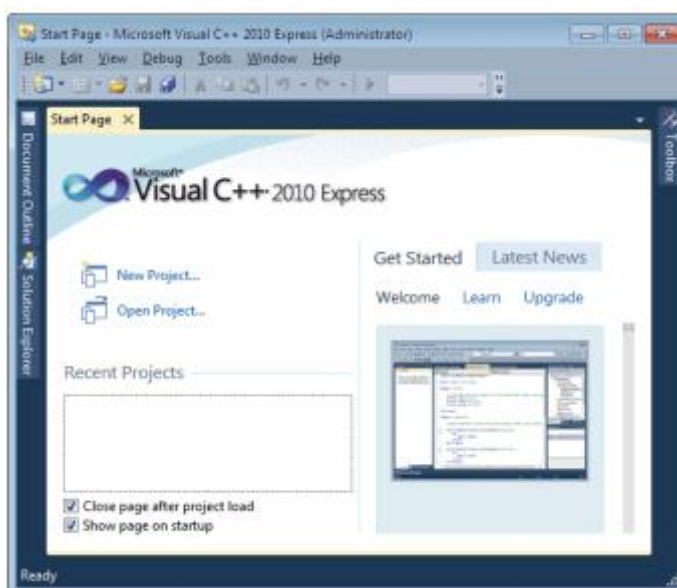 Start Page - Microsoft Visual C++ 2010 Express (Administrator)
File Edit View Debug Tools Window Help
Start Page
Document Outline
Solution Explorer
Toolbox
Microsoft®
Visual C++ 2010 Express
New Project...
Open Project...
Recent Projects
Close page after project load
Show page on startup
Get Started Latest News
Welcome Learn Upgrade
Ready